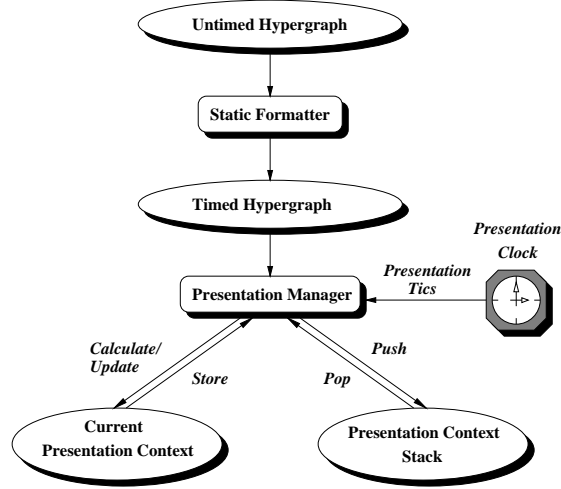 Untimed Hypergraph
Static Formatter
Timed Hypergraph
Presentation
Clock
Presentation
Tics
Presentation Manager
Calculate/
Update
Store
Push
Pop
Current
Presentation Context
Presentation Context
Stack